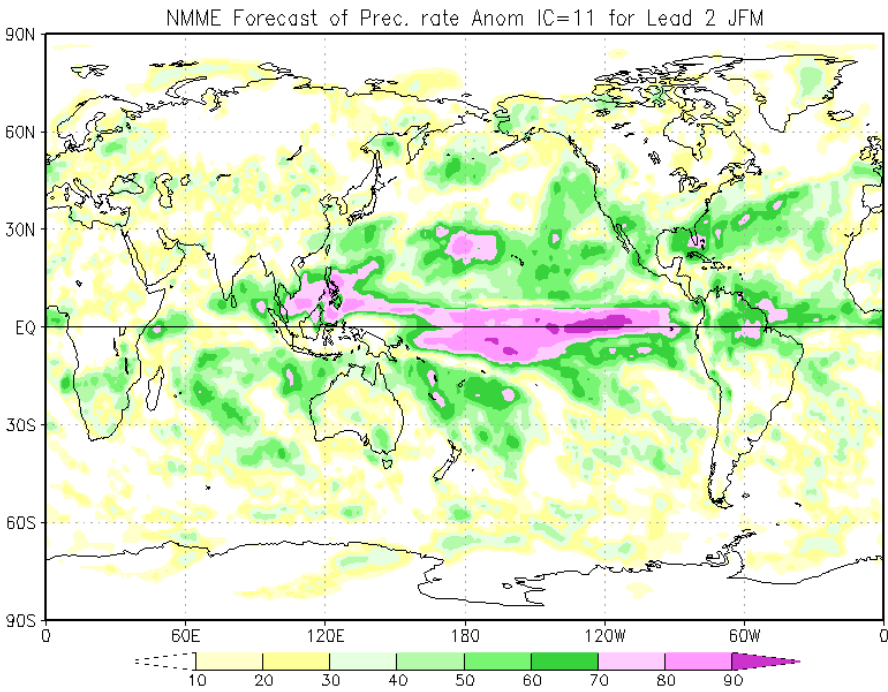 NMME Forecast of Prec. rate Anom IC=11 for Lead 2 JFM
90N
60N
30N
EQ
30S
60S
90S
0 60E 120E 180 120W 60W 0
10 20 30 40 50 60 70 80 90